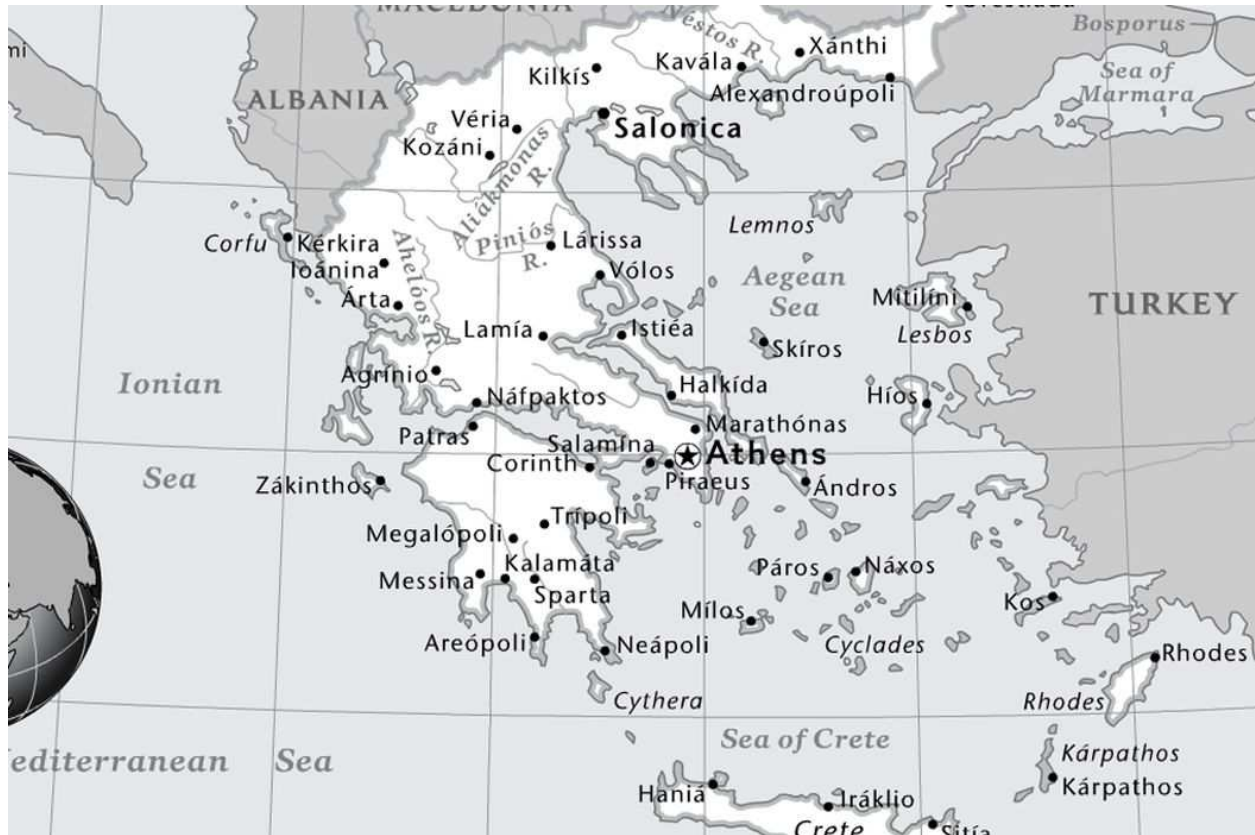 MACEDONIA
Bosporus
Néstos R.
Xánthi
mi
Kavála
Kilkís
Sea of
Marmara
ALBANIA
Alexandroúpoli
Véria
Salonica
Kozáni
Aliákmonas
R.
Lemnos
Corfu
Kérkira
Piniós
R.
Lárissa
Ioánina
Ahelóos R.
Vólos
Aegean
Sea
Árta
Mitilíni
TURKEY
Lamía
Istiéa
Lesbos
Skíros
Ionian
Agrínio
Halkída
Híos
Náfpaktos
Patras
Marathónas
Salamína
Athens
Corinth
Sea
Piraeus
Zákinthos
Ándros
Trípoli
Megalópoli
Kalamáta
Páros
Náxos
Messina
Sparta
Kos
Mílos
Areópoli
Neápoli
Cyclades
Rhodes
Cythera
Rhodes
Sea of Crete
Kárpathos
editerranean Sea
Kárpathos
Haniá
Iráklio
Crete
Sitía